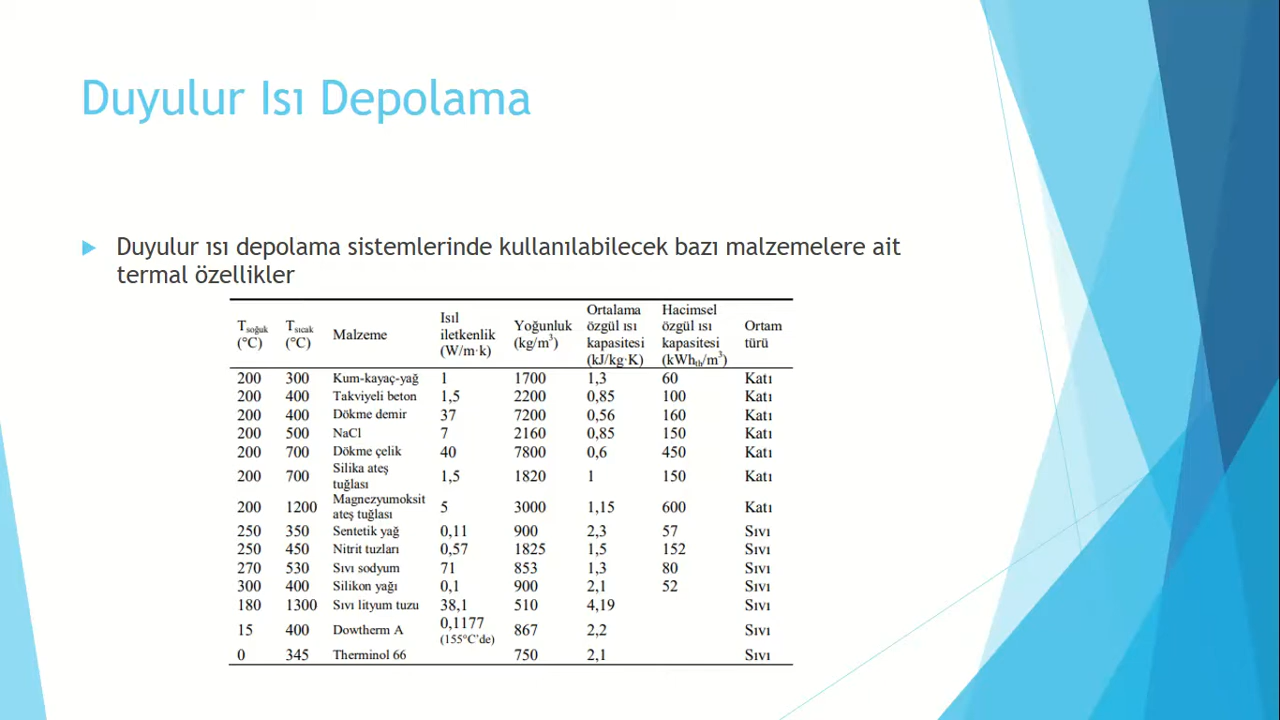 Duyulur Isı Depolama
Duyulur ısı depolama sistemlerinde kullanılabilecek bazı malzemelere ait
termal özellikler
Tsoğuk (°C) Tsıcak (°C) Malzeme Isıl iletkenlik (W/m·k) Yoğunluk (kg/m³) Ortalama özgül ısı kapasitesi (kJ/kg·K) Hacimsel özgül ısı kapasitesi (kWhth/m³) Ortam türü
200 300 Kum-kayaç-yağ 1 1700 1,3 60 Katı
200 400 Takviyeli beton 1,5 2200 0,85 100 Katı
200 400 Dökme demir 37 7200 0,56 160 Katı
200 500 NaCl 7 2160 0,85 150 Katı
200 700 Dökme çelik 40 7800 0,6 450 Katı
200 700 Silika ateş tuğlası 1,5 1820 1 150 Katı
200 1200 Magnezyumoksit ateş tuğlası 5 3000 1,15 600 Katı
250 350 Sentetik yağ 0,11 900 2,3 57 Sıvı
250 450 Nitrit tuzları 0,57 1825 1,5 152 Sıvı
270 530 Sıvı sodyum 71 853 1,3 80 Sıvı
300 400 Silikon yağı 0,1 900 2,1 52 Sıvı
180 1300 Sıvı lityum tuzu 38,1 510 4,19 Sıvı
15 400 Dowtherm A 0,1177 (155°C'de) 867 2,2 Sıvı
0 345 Therminol 66 750 2,1 Sıvı